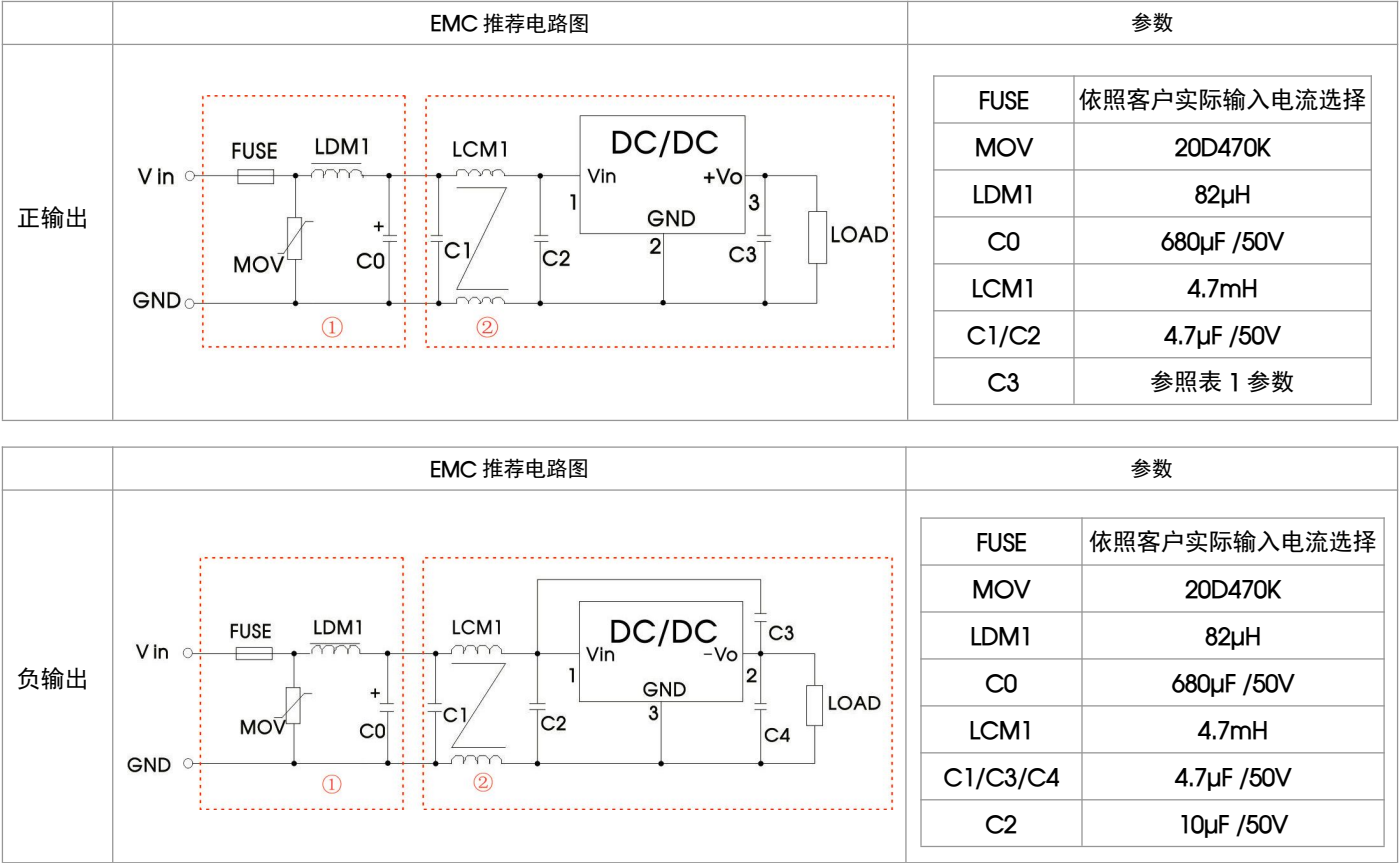 EMC 推荐电路图 参数
正输出
V in
GND
FUSE
LDM1
MOV
+
C0
①
LCM1
C1
C2
②
DC/DC
Vin
+Vo
GND
1
2
3
C3
LOAD
FUSE 依照客户实际输入电流选择
MOV 20D470K
LDM1 82µH
C0 680µF /50V
LCM1 4.7mH
C1/C2 4.7µF /50V
C3 参照表 1 参数
EMC 推荐电路图 参数
负输出
V in
GND
FUSE
LDM1
MOV
+
C0
①
LCM1
C1
C2
②
DC/DC
Vin
−Vo
GND
1
3
2
C3
C4
LOAD
FUSE 依照客户实际输入电流选择
MOV 20D470K
LDM1 82µH
C0 680µF /50V
LCM1 4.7mH
C1/C3/C4 4.7µF /50V
C2 10µF /50V